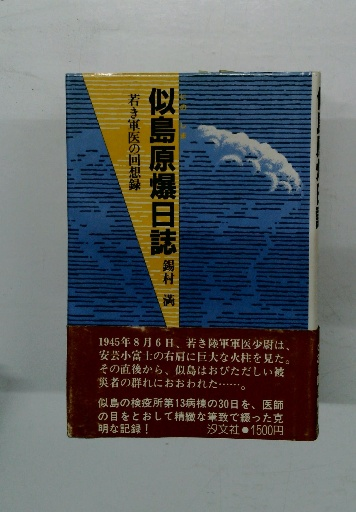 似島原爆日誌
若き軍医の回想録
錫村 満
1945年8月6日、若き陸軍軍医少尉は、
安芸小富士の右肩に巨大な火柱を見た。
その直後から、似島はおびただしい被
災者の群れにおおわれた……。
似島の検疫所第13病棟の30日を、医師
の目をとおして精緻な筆致で綴った克
明な記録！ 汐文社●1500円